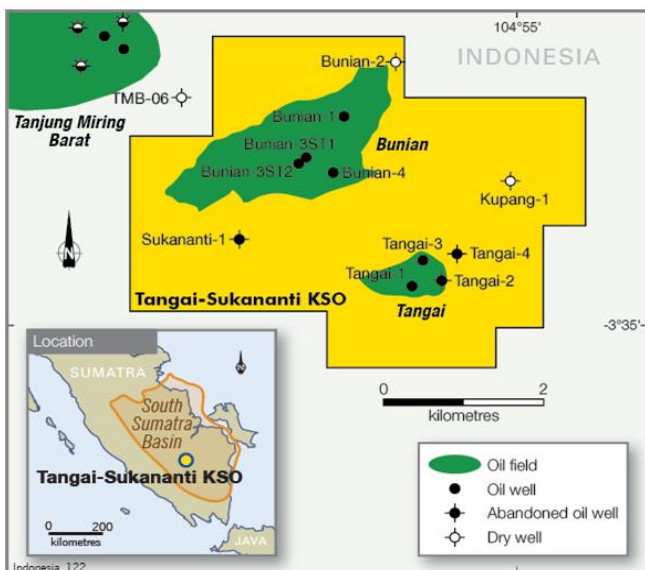 104°55'
INDONESIA
Bunian-2
TMB-06
Tanjung Miring
Barat
Bunian-1
Bunian
Bunian 3ST1
Bunian 3ST2
Bunian-4
Kupang-1
Sukananti-1
Tangai-3
Tangai-4
Tangai-1
Tangai-2
Tangai-Sukananti KSO
Tangai
N
-3°35'
Location
N
SUMATRA
South
Sumatra
Basin
Tangai-Sukananti KSO
0 200
kilometres
JAVA
0 2
kilometres
Oil field
Oil well
Abandoned oil well
Dry well
Indonesia_122